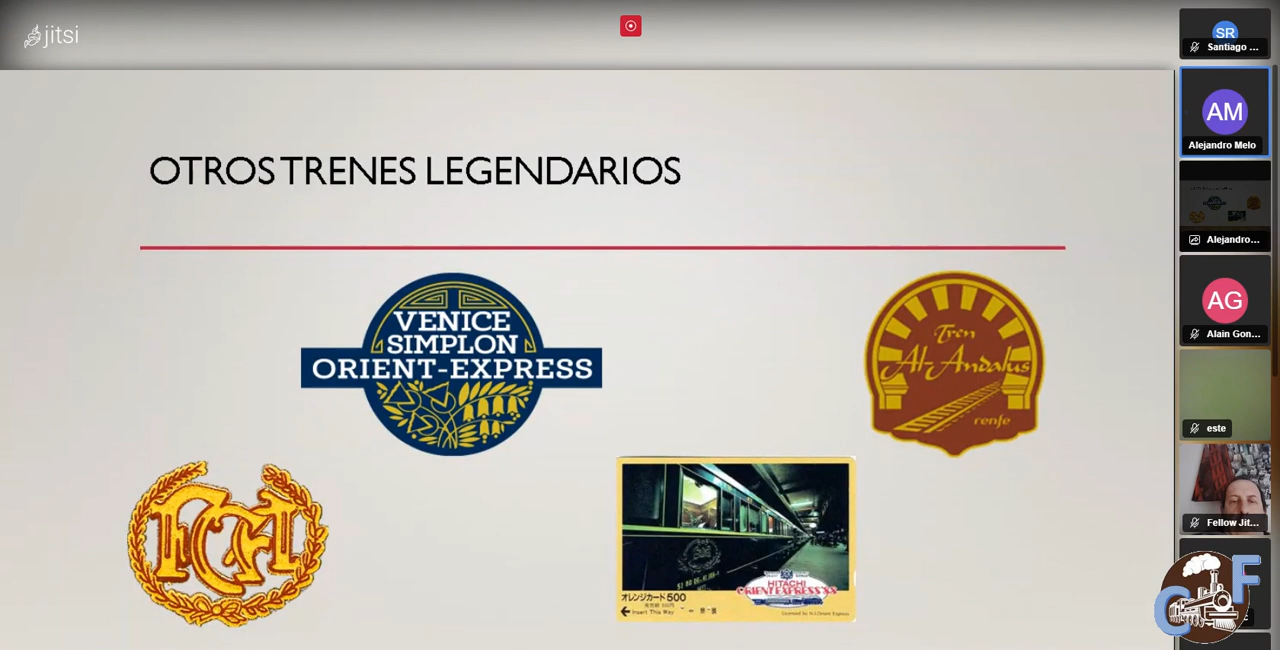 jitsi
OTROS TRENES LEGENDARIOS
VENICE
SIMPLON
ORIENT-EXPRESS
Tren
Al-Andalus
renfe
HITACHI
ORIENT EXPRESS '88
オレンジカード500
Insert This Way
SR
Santiago ...
AM
Alejandro Melo
Alejandro...
AG
Alain Gon...
este
Fellow Jit...
C F